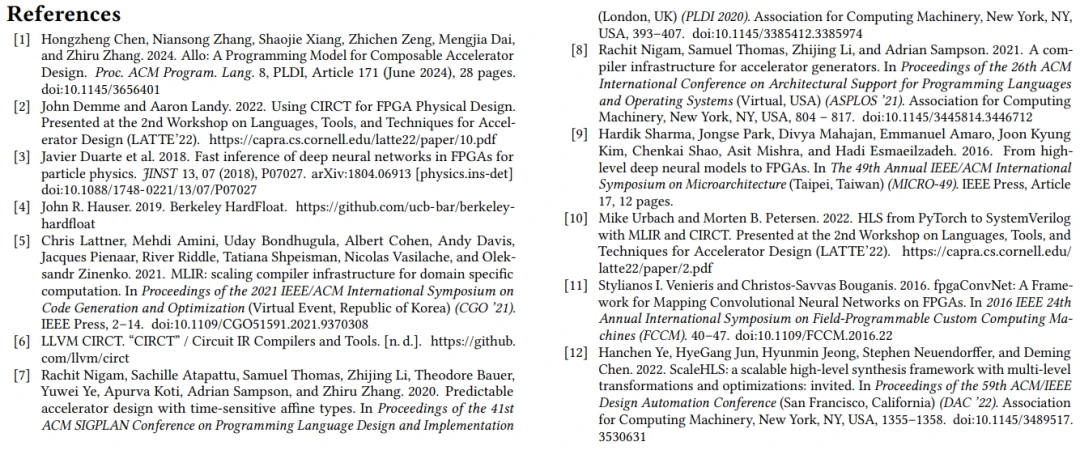 References
[1] Hongzheng Chen, Niansong Zhang, Shaojie Xiang, Zhichen Zeng, Mengjia Dai,
and Zhiru Zhang. 2024. Allo: A Programming Model for Composable Accelerator
Design. Proc. ACM Program. Lang. 8, PLDI, Article 171 (June 2024), 28 pages.
doi:10.1145/3656401
[2] John Demme and Aaron Landy. 2022. Using CIRCT for FPGA Physical Design.
Presented at the 2nd Workshop on Languages, Tools, and Techniques for Accel-
erator Design (LATTE'22). https://capra.cs.cornell.edu/latte22/paper/10.pdf
[3] Javier Duarte et al. 2018. Fast inference of deep neural networks in FPGAs for
particle physics. JINST 13, 07 (2018), P07027. arXiv:1804.06913 [physics.ins-det]
doi:10.1088/1748-0221/13/07/P07027
[4] John R. Hauser. 2019. Berkeley HardFloat. https://github.com/ucb-bar/berkeley-
hardfloat
[5] Chris Lattner, Mehdi Amini, Uday Bondhugula, Albert Cohen, Andy Davis,
Jacques Pienaar, River Riddle, Tatiana Shpeisman, Nicolas Vasilache, and Olek-
sandr Zinenko. 2021. MLIR: scaling compiler infrastructure for domain specific
computation. In Proceedings of the 2021 IEEE/ACM International Symposium on
Code Generation and Optimization (Virtual Event, Republic of Korea) (CGO '21).
IEEE Press, 2–14. doi:10.1109/CGO51591.2021.9370308
[6] LLVM CIRCT. "CIRCT" / Circuit IR Compilers and Tools. [n. d.]. https://github.
com/llvm/circt
[7] Rachit Nigam, Sachille Atapattu, Samuel Thomas, Zhijing Li, Theodore Bauer,
Yuwei Ye, Apurva Koti, Adrian Sampson, and Zhiru Zhang. 2020. Predictable
accelerator design with time-sensitive affine types. In Proceedings of the 41st
ACM SIGPLAN Conference on Programming Language Design and Implementation
(London, UK) (PLDI 2020). Association for Computing Machinery, New York, NY,
USA, 393–407. doi:10.1145/3385412.3385974
[8] Rachit Nigam, Samuel Thomas, Zhijing Li, and Adrian Sampson. 2021. A com-
piler infrastructure for accelerator generators. In Proceedings of the 26th ACM
International Conference on Architectural Support for Programming Languages
and Operating Systems (Virtual, USA) (ASPLOS '21). Association for Computing
Machinery, New York, NY, USA, 804 – 817. doi:10.1145/3445814.3446712
[9] Hardik Sharma, Jongse Park, Divya Mahajan, Emmanuel Amaro, Joon Kyung
Kim, Chenkai Shao, Asit Mishra, and Hadi Esmaeilzadeh. 2016. From high-
level deep neural models to FPGAs. In The 49th Annual IEEE/ACM International
Symposium on Microarchitecture (Taipei, Taiwan) (MICRO-49). IEEE Press, Article
17, 12 pages.
[10] Mike Urbach and Morten B. Petersen. 2022. HLS from PyTorch to SystemVerilog
with MLIR and CIRCT. Presented at the 2nd Workshop on Languages, Tools, and
Techniques for Accelerator Design (LATTE'22). https://capra.cs.cornell.edu/
latte22/paper/2.pdf
[11] Stylianos I. Venieris and Christos-Savvas Bouganis. 2016. fpgaConvNet: A Frame-
work for Mapping Convolutional Neural Networks on FPGAs. In 2016 IEEE 24th
Annual International Symposium on Field-Programmable Custom Computing Ma-
chines (FCCM). 40–47. doi:10.1109/FCCM.2016.22
[12] Hanchen Ye, HyeGang Jun, Hyunmin Jeong, Stephen Neuendorffer, and Deming
Chen. 2022. ScaleHLS: a scalable high-level synthesis framework with multi-level
transformations and optimizations: invited. In Proceedings of the 59th ACM/IEEE
Design Automation Conference (San Francisco, California) (DAC '22). Association
for Computing Machinery, New York, NY, USA, 1355–1358. doi:10.1145/3489517.
3530631